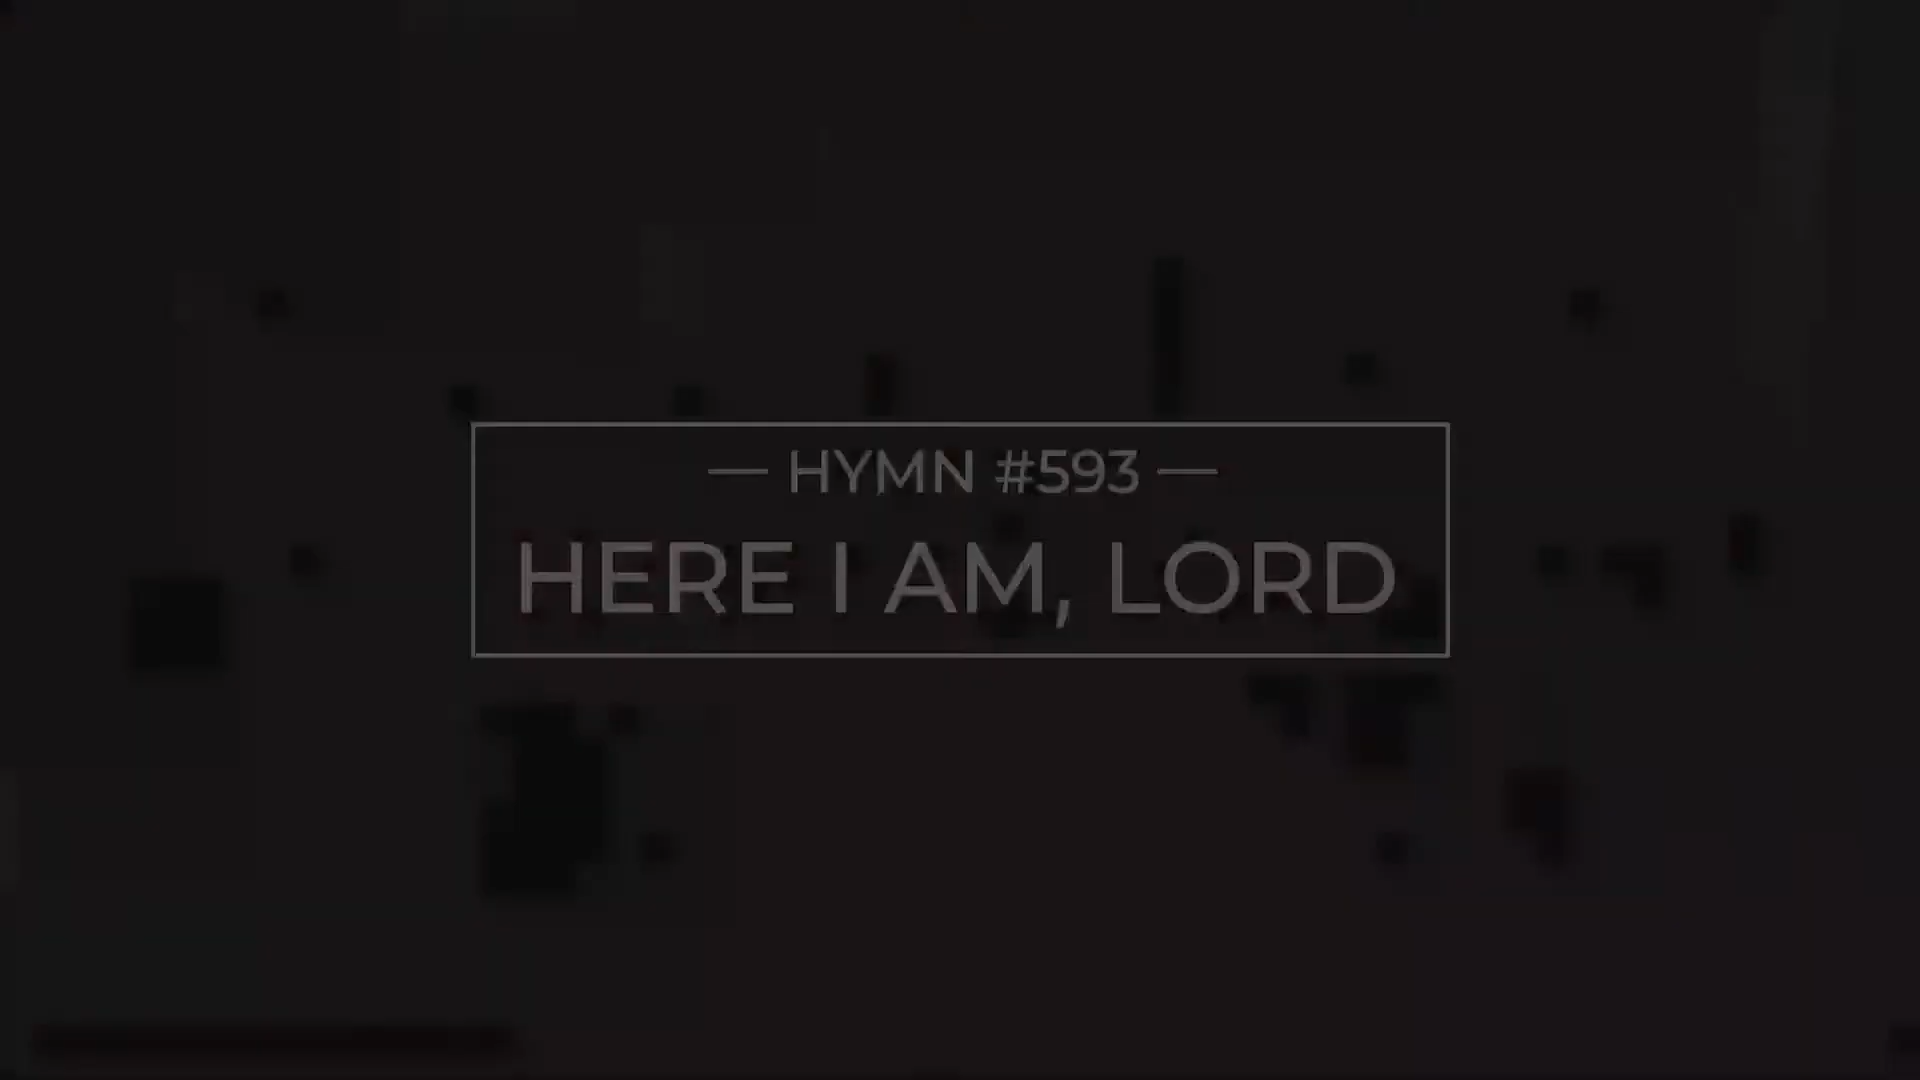 — HYMN #593 —
HERE I AM, LORD